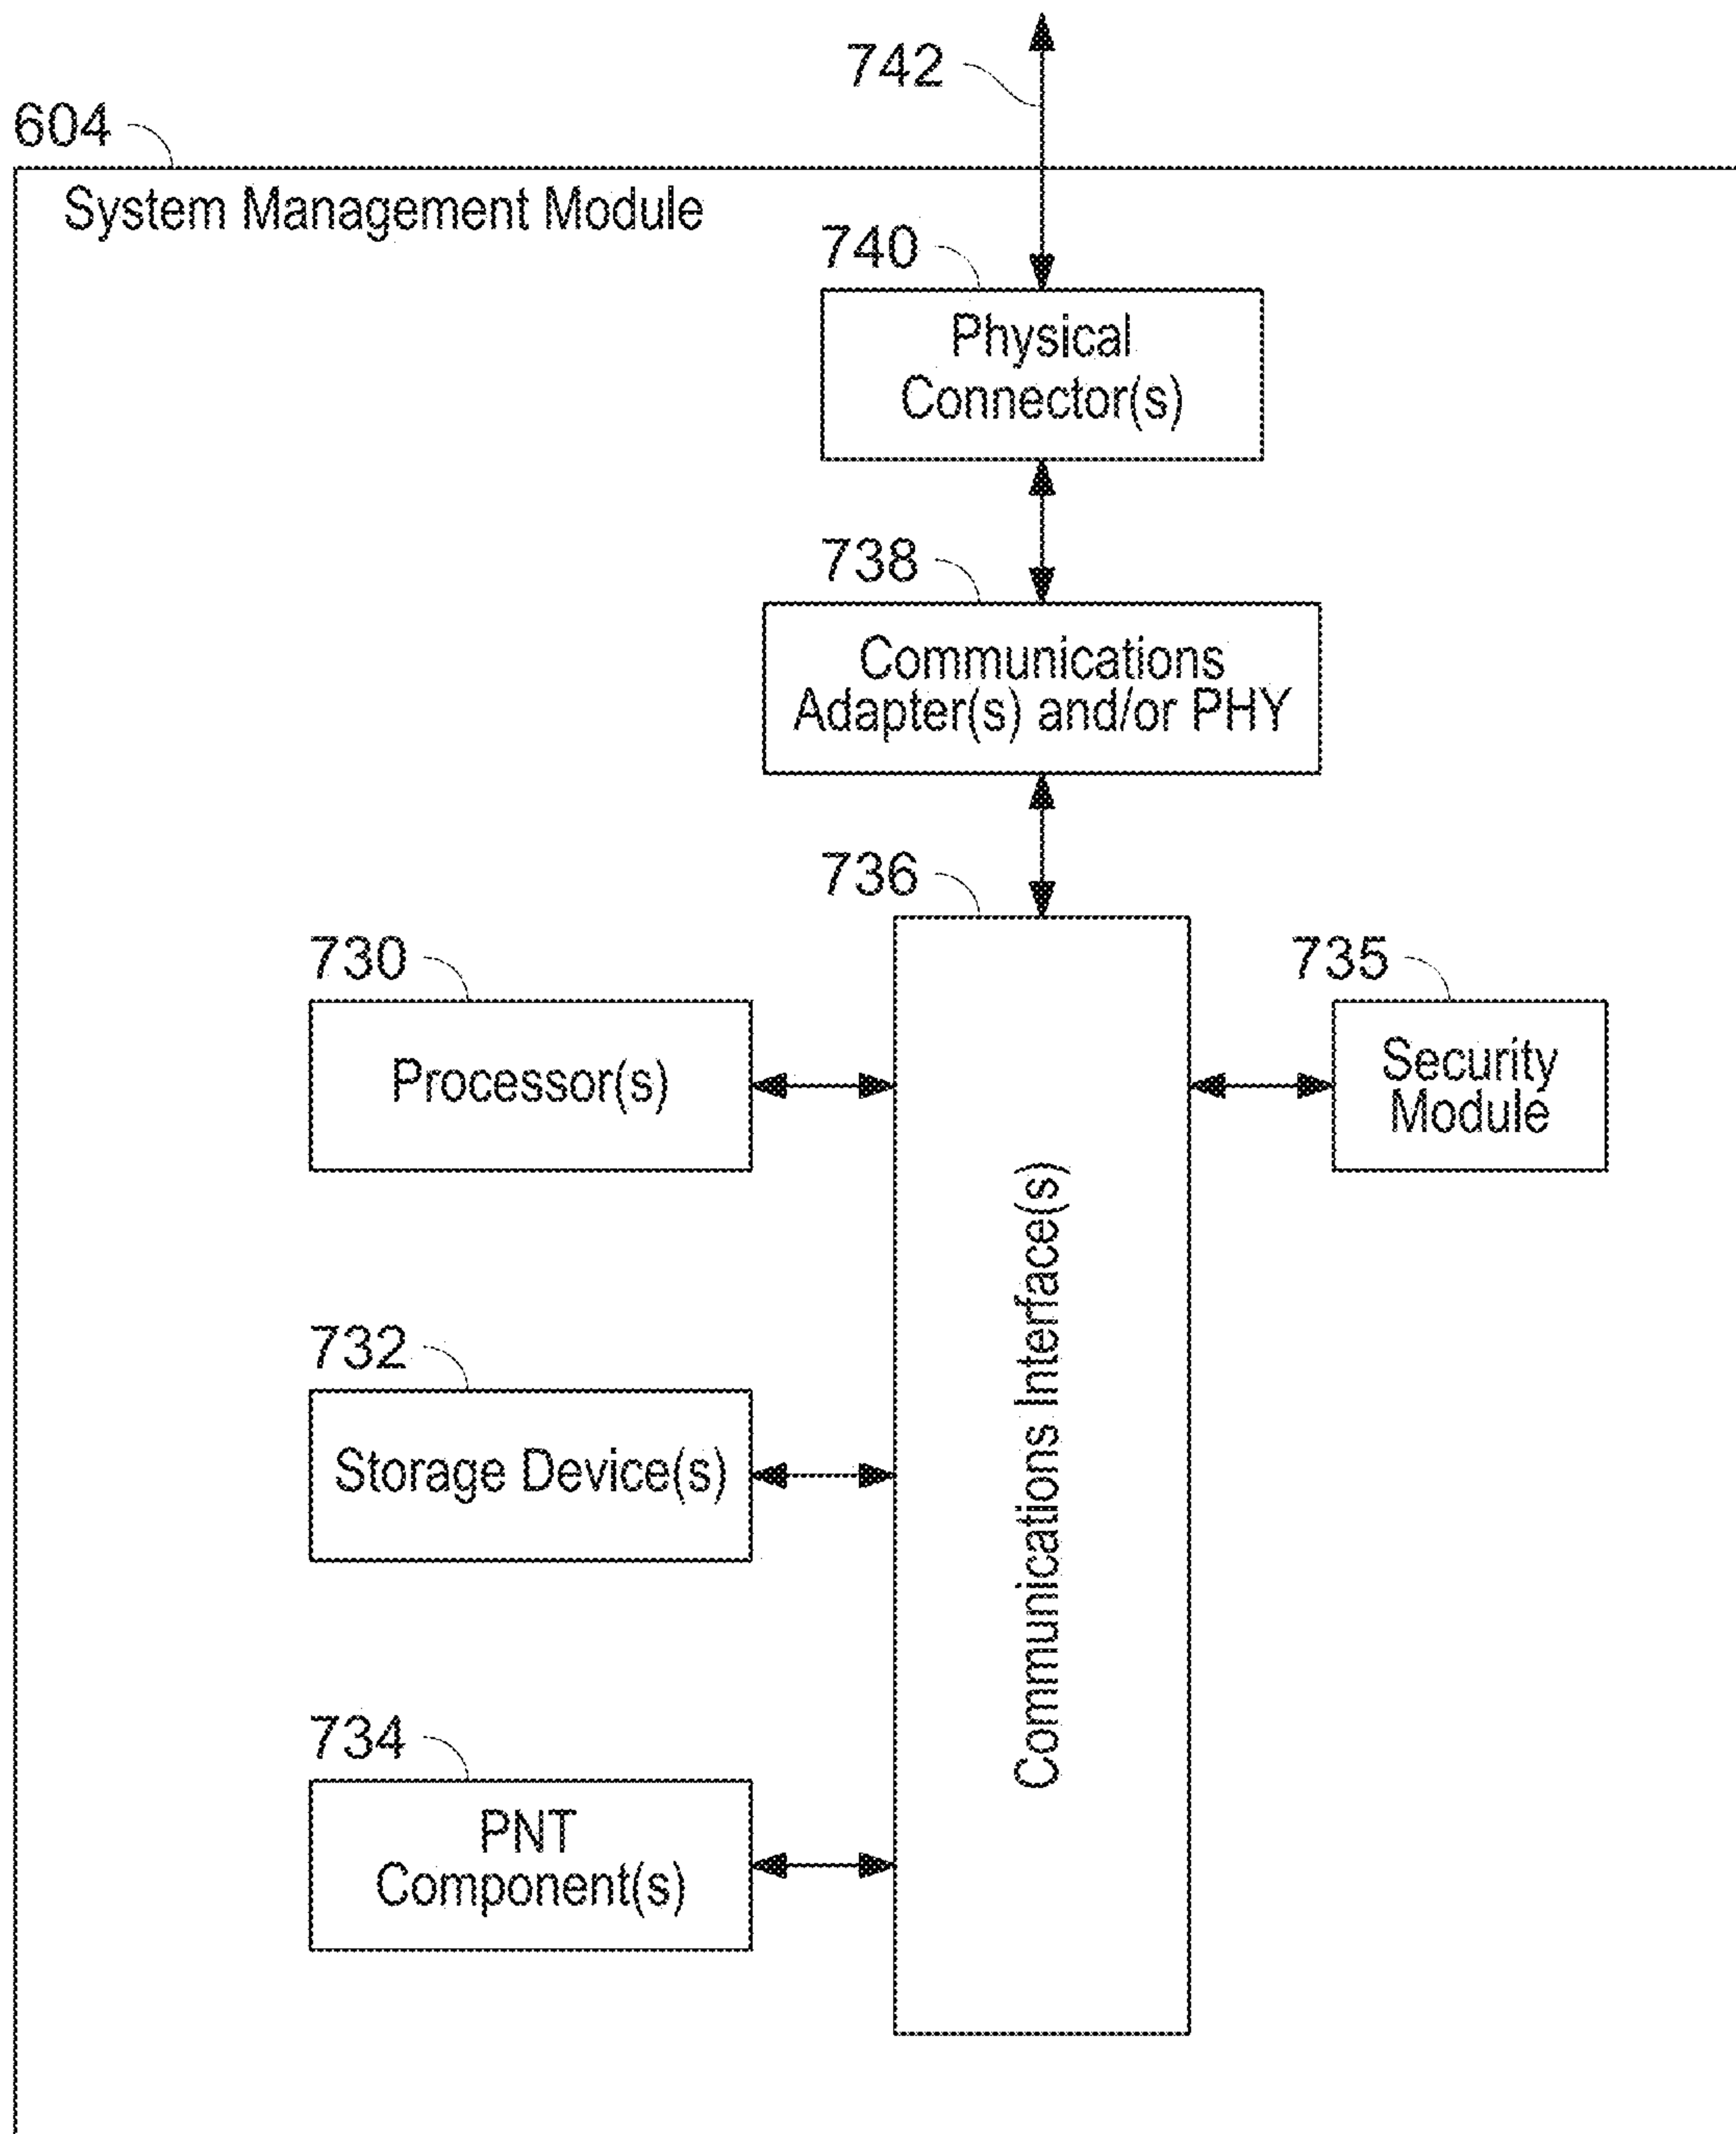 742
604
System Management Module
740
Physical
Connector(s)
738
Communications
Adapter(s) and/or PHY
736
730
735
Processor(s)
Security
Module
Communications Interface(s)
732
Storage Device(s)
734
PNT
Component(s)